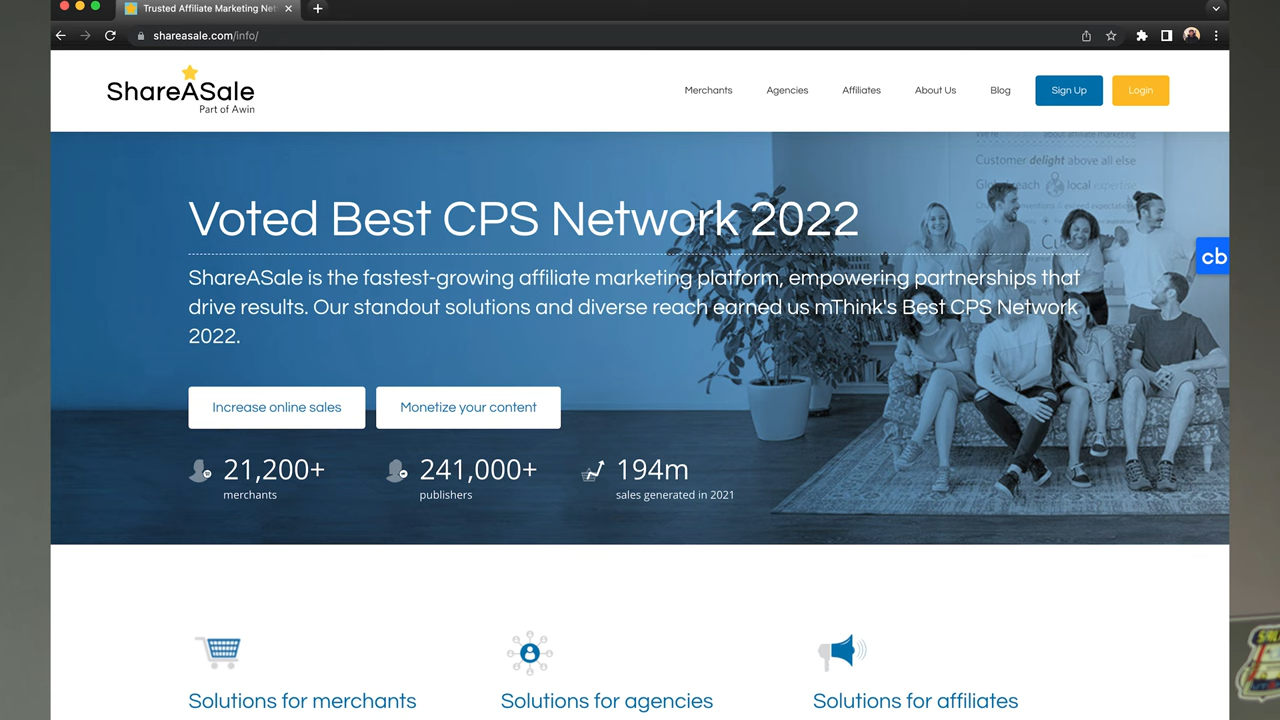 Trusted Affiliate Marketing Net
shareasale.com/info/
ShareASale
Part of Awin
Merchants
Agencies
Affiliates
About Us
Blog
Sign Up
Login
about affiliate marketing
Customer delight above all else
local expertise
Voted Best CPS Network 2022
ShareASale is the fastest-growing affiliate marketing platform, empowering partnerships that
drive results. Our standout solutions and diverse reach earned us mThink's Best CPS Network
2022.
cb
Increase online sales
Monetize your content
21,200+
merchants
241,000+
publishers
194m
sales generated in 2021
Solutions for merchants
Solutions for agencies
Solutions for affiliates